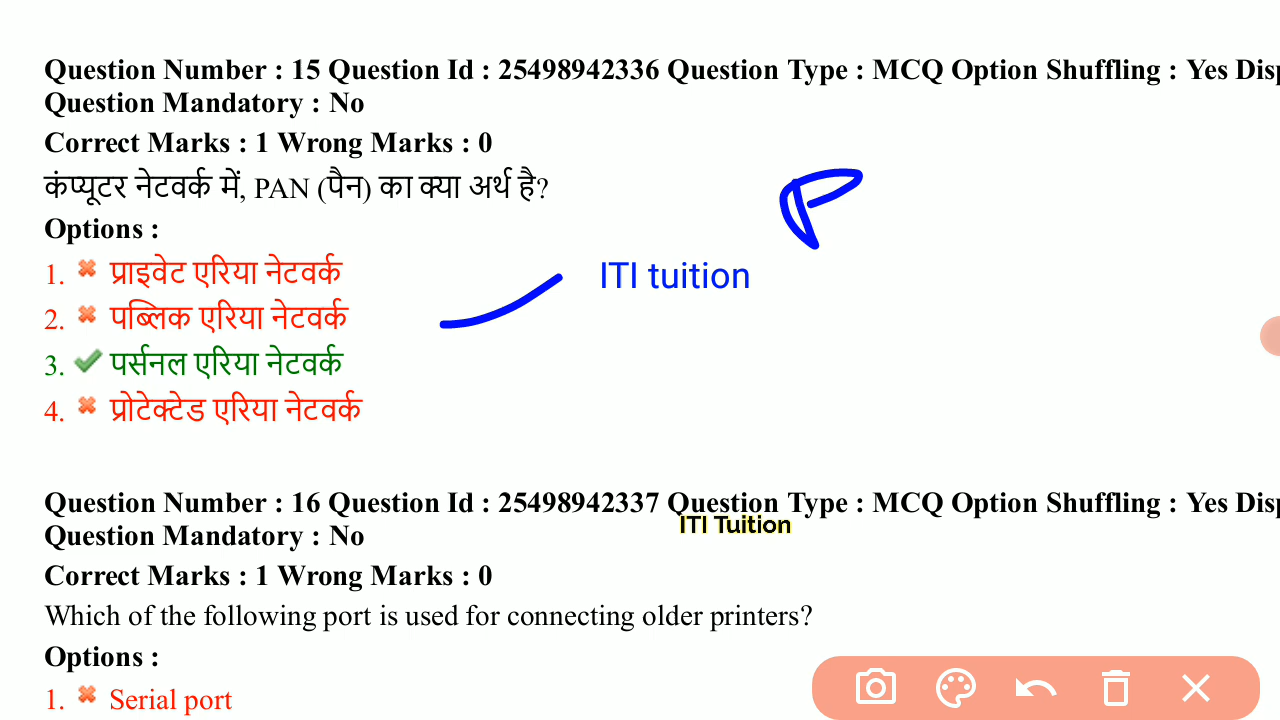 Question Number : 15 Question Id : 25498942336 Question Type : MCQ Option Shuffling : Yes
Question Mandatory : No
Correct Marks : 1 Wrong Marks : 0
कंप्यूटर नेटवर्क में, PAN (पैन) का क्या अर्थ है?
Options :
1. प्राइवेट एरिया नेटवर्क
ITI tuition
2. पब्लिक एरिया नेटवर्क
3. पर्सनल एरिया नेटवर्क
4. प्रोटेक्टेड एरिया नेटवर्क
Question Number : 16 Question Id : 25498942337 Question Type : MCQ Option Shuffling : Yes
ITI Tuition
Question Mandatory : No
Correct Marks : 1 Wrong Marks : 0
Which of the following port is used for connecting older printers?
Options :
1. Serial port